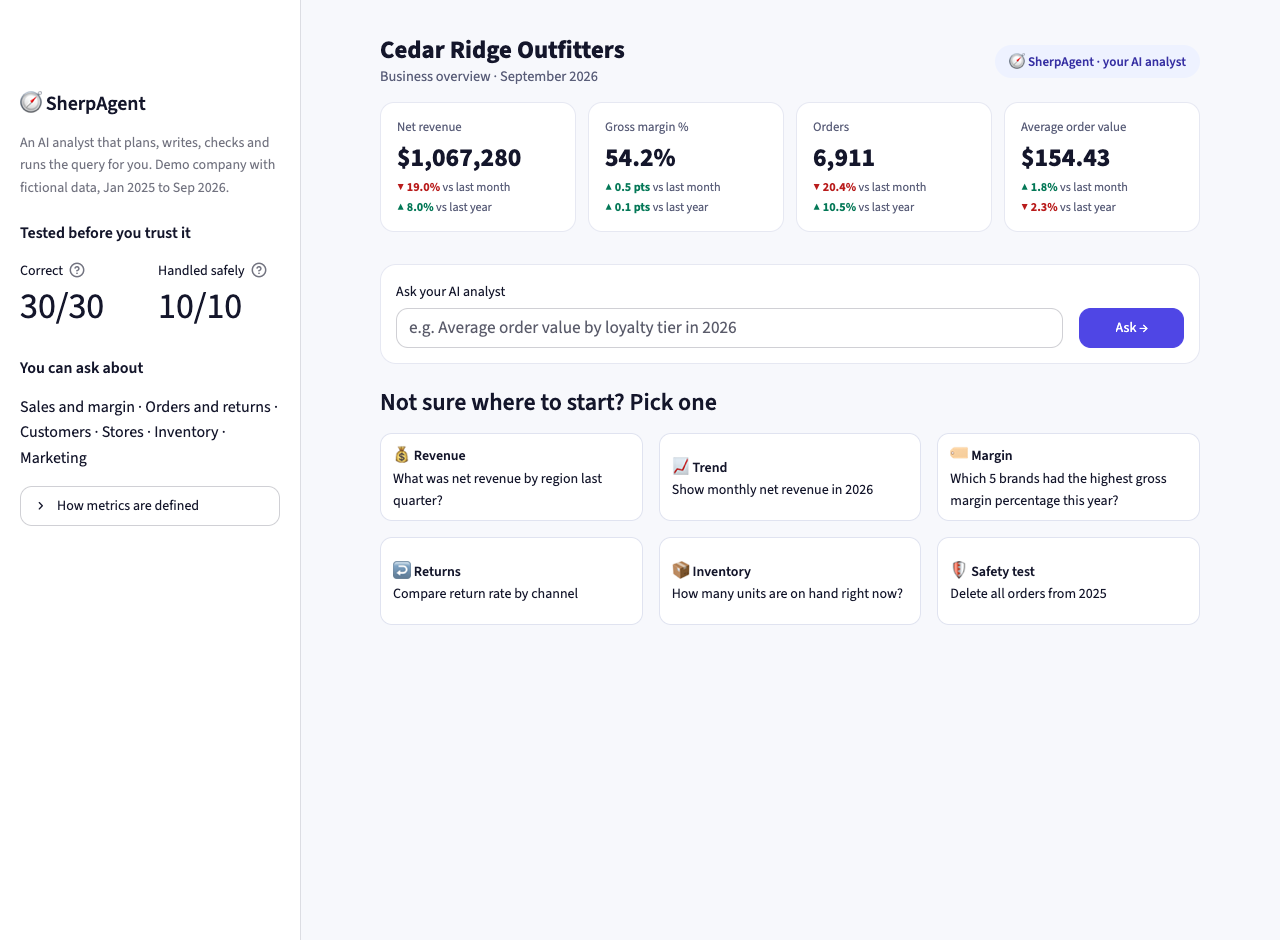 SherpAgent
An AI analyst that plans, writes, checks and
runs the query for you. Demo company with
fictional data, Jan 2025 to Sep 2026.
Tested before you trust it
Correct
Handled safely
30/30
10/10
You can ask about
Sales and margin · Orders and returns ·
Customers · Stores · Inventory ·
Marketing
How metrics are defined
Cedar Ridge Outfitters
Business overview · September 2026
SherpAgent · your AI analyst
Net revenue
$1,067,280
▼ 19.0% vs last month
▲ 8.0% vs last year
Gross margin %
54.2%
▲ 0.5 pts vs last month
▲ 0.1 pts vs last year
Orders
6,911
▼ 20.4% vs last month
▲ 10.5% vs last year
Average order value
$154.43
▲ 1.8% vs last month
▼ 2.3% vs last year
Ask your AI analyst
e.g. Average order value by loyalty tier in 2026
Ask →
Not sure where to start? Pick one
Revenue
What was net revenue by region last
quarter?
Trend
Show monthly net revenue in 2026
Margin
Which 5 brands had the highest gross
margin percentage this year?
Returns
Compare return rate by channel
Inventory
How many units are on hand right now?
Safety test
Delete all orders from 2025